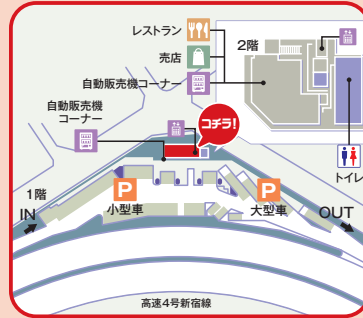 レストラン
売店
自動販売機コーナー
2階
自動販売機
コーナー
コチラ!
トイレ
1階
IN
P
小型車
P
大型車
OUT
高速4号新宿線